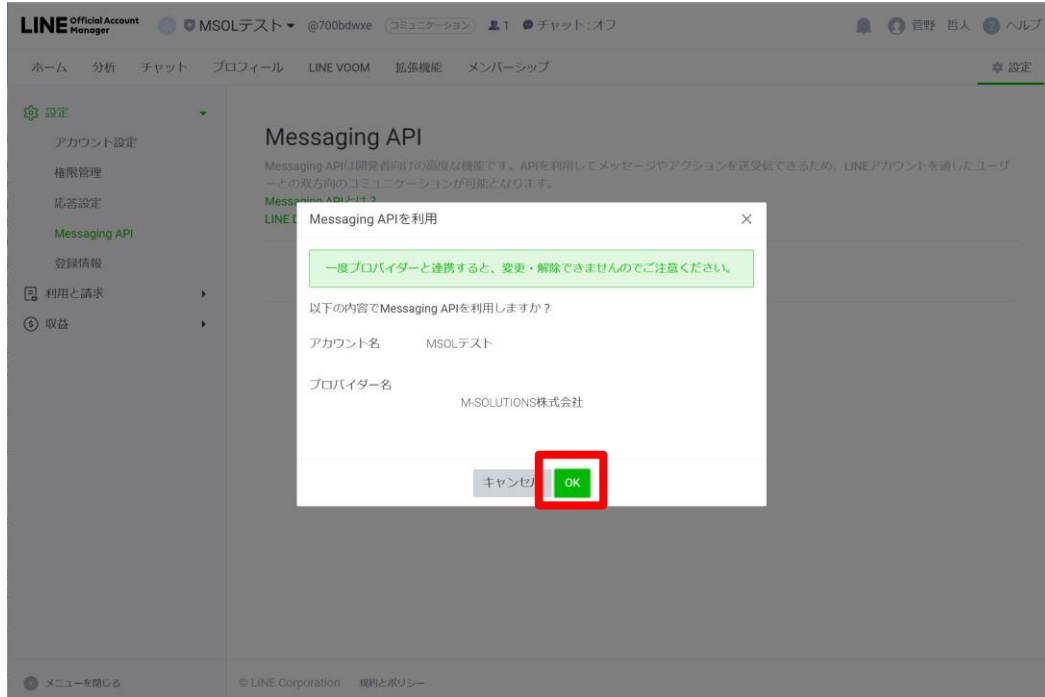 LINE Official Account Manager
MSOLテスト @700bdwxe コミュニケーション 1 チャット:オフ 菅野 哲人 ヘルプ
ホーム 分析 チャット プロフィール LINE VOOM 拡張機能 メンバーシップ 設定
設定
アカウント設定
権限管理
応答設定
Messaging API
登録情報
利用と請求
収益
Messaging API
Messaging APIは開発者向けの高度な機能です。APIを利用してメッセージやアクションを送受信できるため、LINEアカウントを通したユーザ
ーとの双方向のコミュニケーションが可能となります。
Messaging APIとは?
LINE D
Messaging APIを利用
一度プロバイダーと連携すると、変更・解除できませんのでご注意ください。
以下の内容でMessaging APIを利用しますか?
アカウント名 MSOLテスト
プロバイダー名
M-SOLUTIONS株式会社
キャンセル OK
メニューを閉じる © LINE Corporation 規約とポリシー